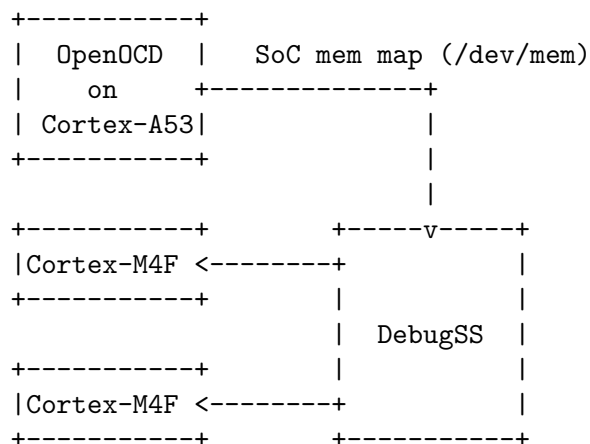 OpenOCD SoC mem map (/dev/mem)
on
Cortex-A53
Cortex-M4F
DebugSS
Cortex-M4F